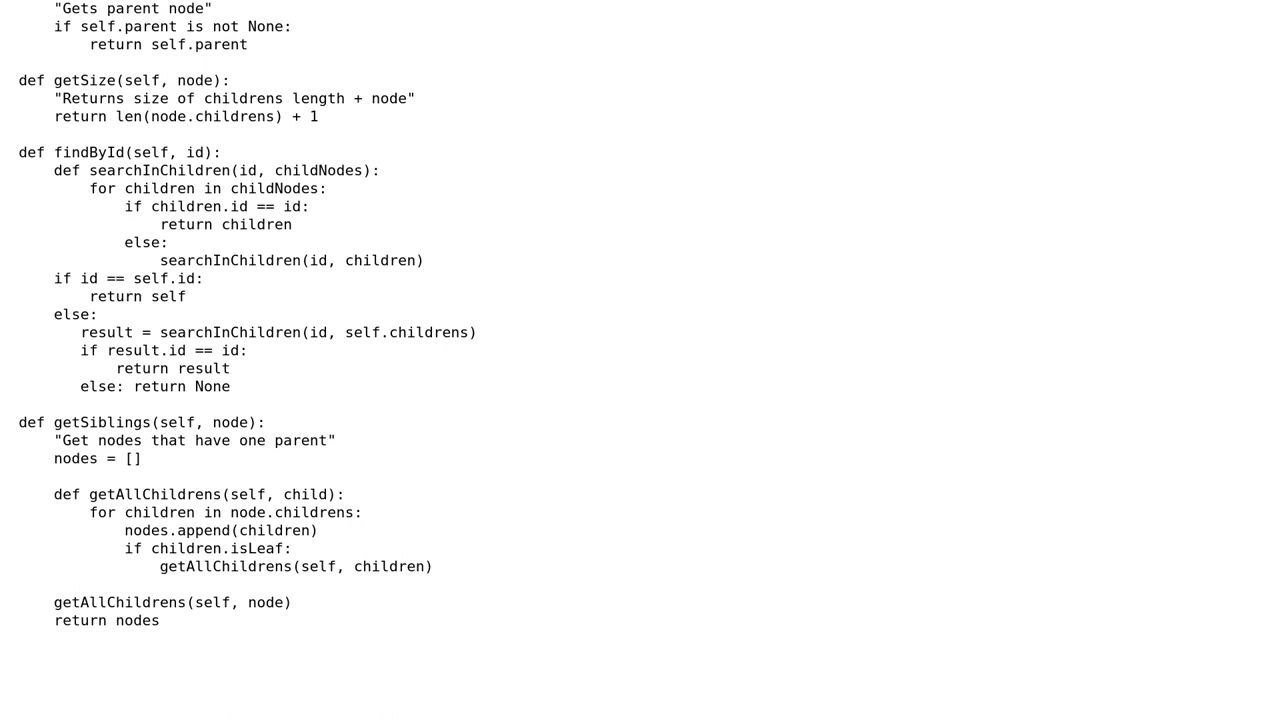 "Gets parent node"
if self.parent is not None:
return self.parent
def getSize(self, node):
"Returns size of childrens length + node"
return len(node.childrens) + 1
def findById(self, id):
def searchInChildren(id, childNodes):
for children in childNodes:
if children.id == id:
return children
else:
searchInChildren(id, children)
if id == self.id:
return self
else:
result = searchInChildren(id, self.childrens)
if result.id == id:
return result
else: return None
def getSiblings(self, node):
"Get nodes that have one parent"
nodes = []
def getAllChildrens(self, child):
for children in node.childrens:
nodes.append(children)
if children.isLeaf:
getAllChildrens(self, children)
getAllChildrens(self, node)
return nodes